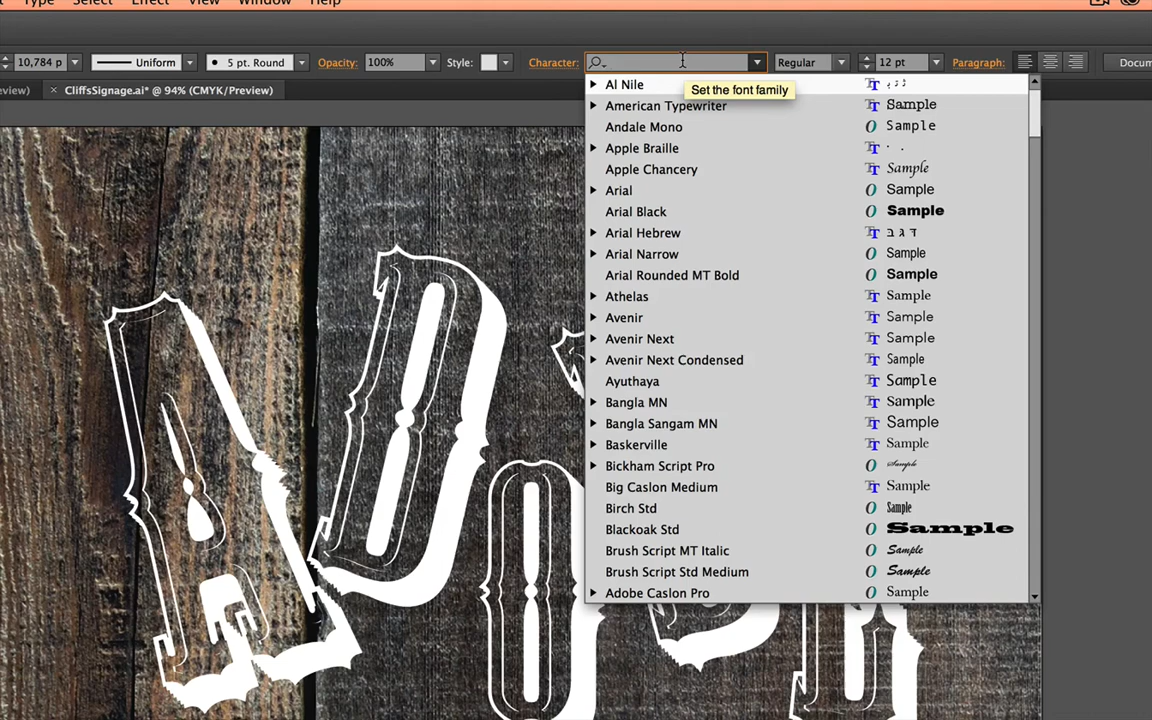 Type Select Effect View Window Help
10,784 p Uniform 5 pt. Round Opacity: 100% Style: Character: Regular 12 pt Paragraph: Docum
eview) × CliffsSignage.ai* @ 94% (CMYK/Preview)
Set the font family
Al Nile
American Typewriter Sample
Andale Mono Sample
Apple Braille
Apple Chancery Sample
Arial Sample
Arial Black Sample
Arial Hebrew דגב
Arial Narrow Sample
Arial Rounded MT Bold Sample
Athelas Sample
Avenir Sample
Avenir Next Sample
Avenir Next Condensed Sample
Ayuthaya Sample
Bangla MN Sample
Bangla Sangam MN Sample
Baskerville Sample
Bickham Script Pro Sample
Big Caslon Medium Sample
Birch Std Sample
Blackoak Std Sample
Brush Script MT Italic Sample
Brush Script Std Medium Sample
Adobe Caslon Pro Sample